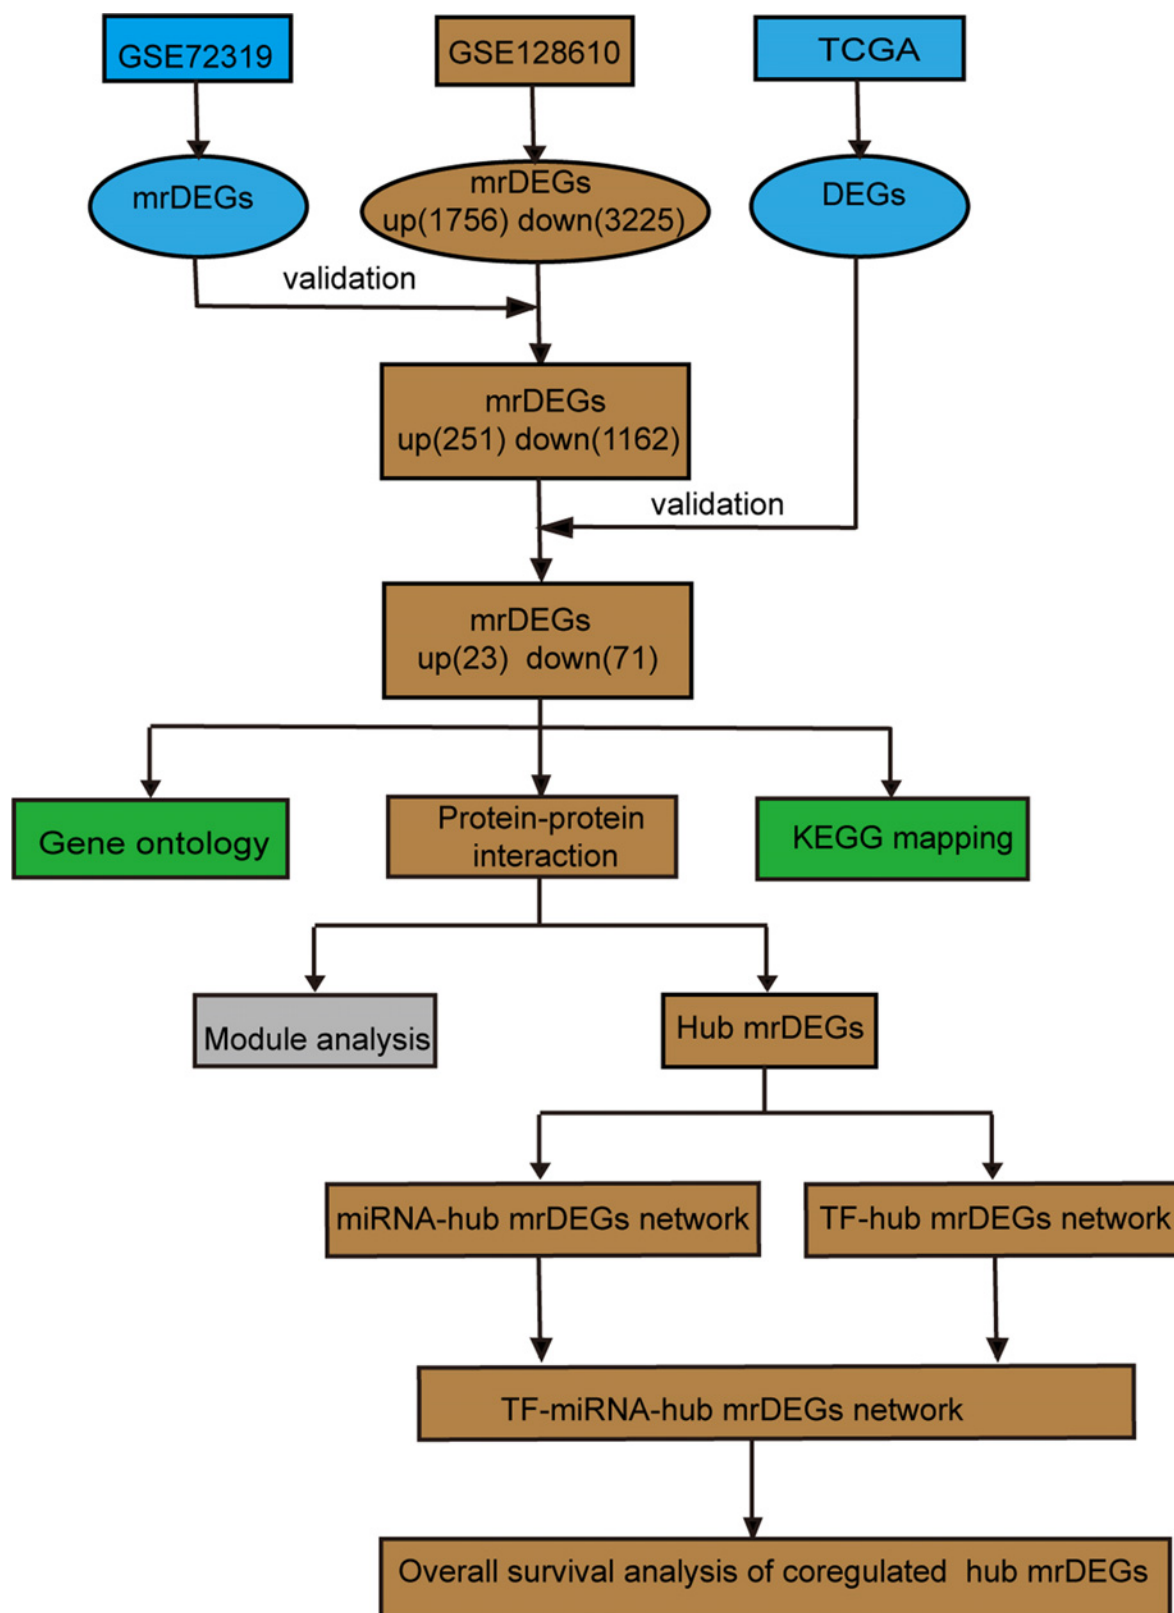 GSE72319
GSE128610
TCGA
mrDEGs
mrDEGs
up(1756) down(3225)
DEGs
validation
mrDEGs
up(251) down(1162)
validation
mrDEGs
up(23) down(71)
Gene ontology
Protein-protein
interaction
KEGG mapping
Module analysis
Hub mrDEGs
miRNA-hub mrDEGs network
TF-hub mrDEGs network
TF-miRNA-hub mrDEGs network
Overall survival analysis of coregulated hub mrDEGs